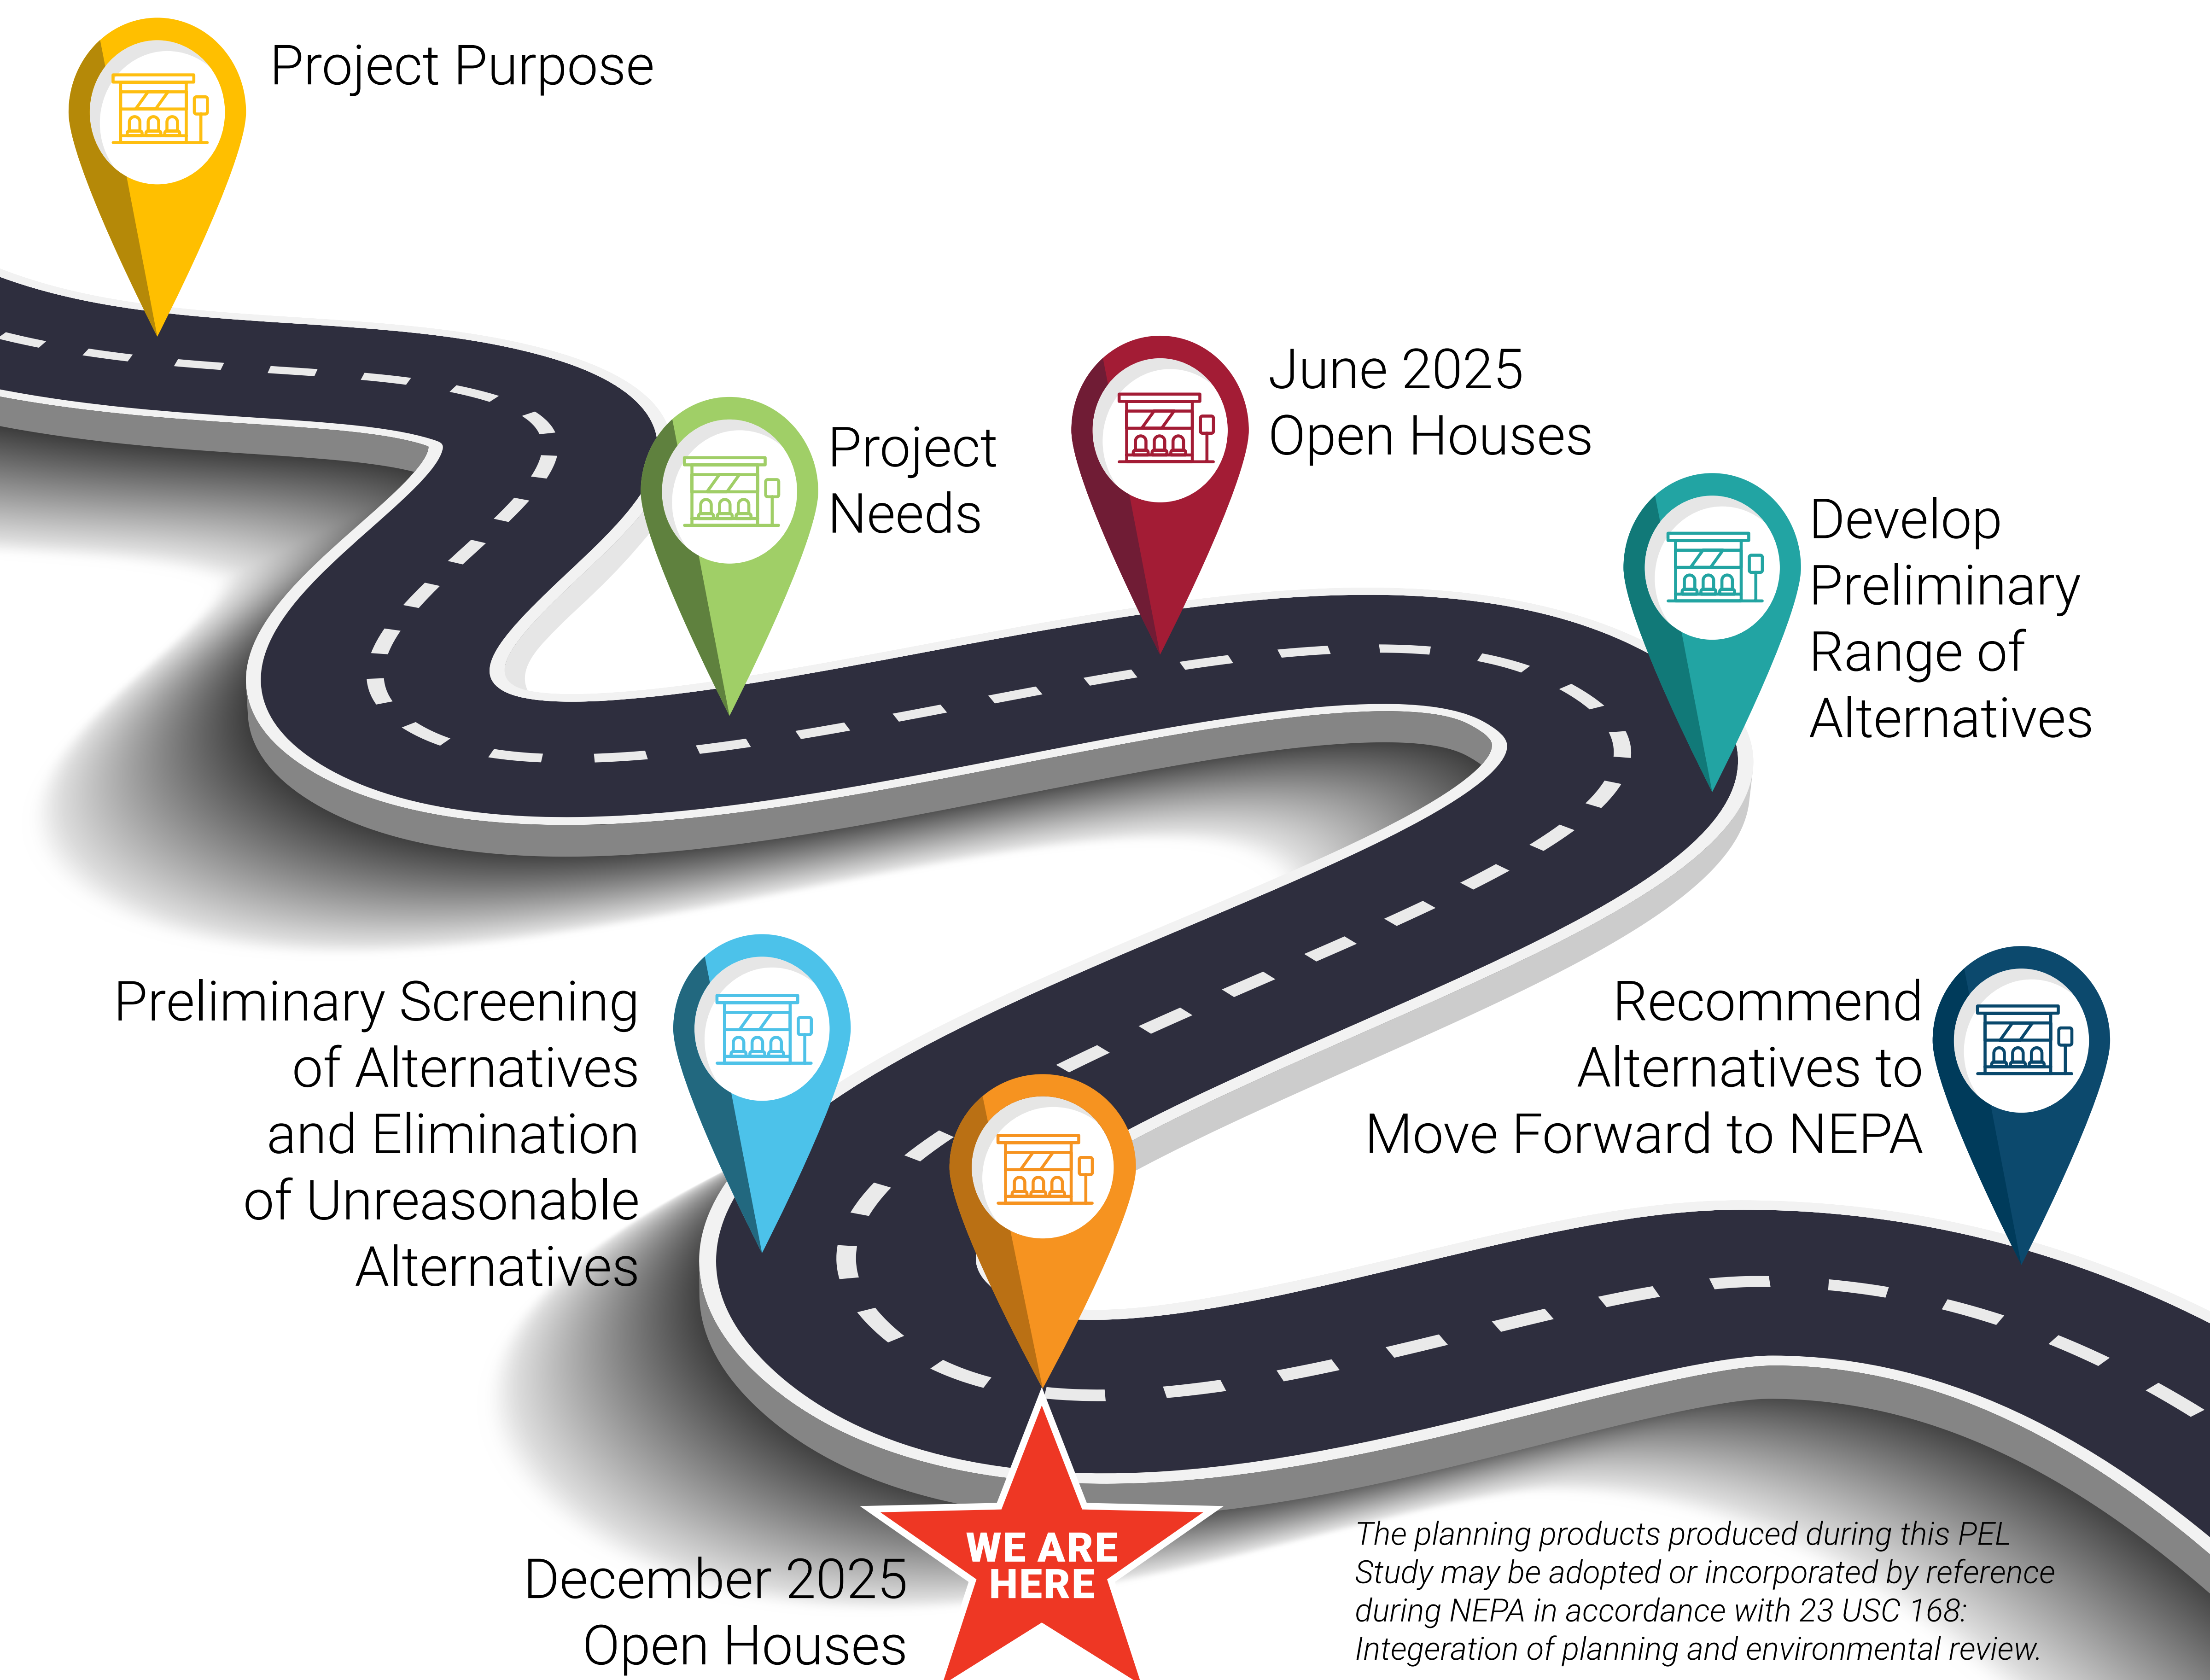 Project Purpose
Project
Needs
June 2025
Open Houses
Develop
Preliminary
Range of
Alternatives
Preliminary Screening
of Alternatives
and Elimination
of Unreasonable
Alternatives
December 2025
Open Houses
WE ARE
HERE
Recommend
Alternatives to
Move Forward to NEPA
The planning products produced during this PEL
Study may be adopted or incorporated by reference
during NEPA in accordance with 23 USC 168:
Integeration of planning and environmental review.